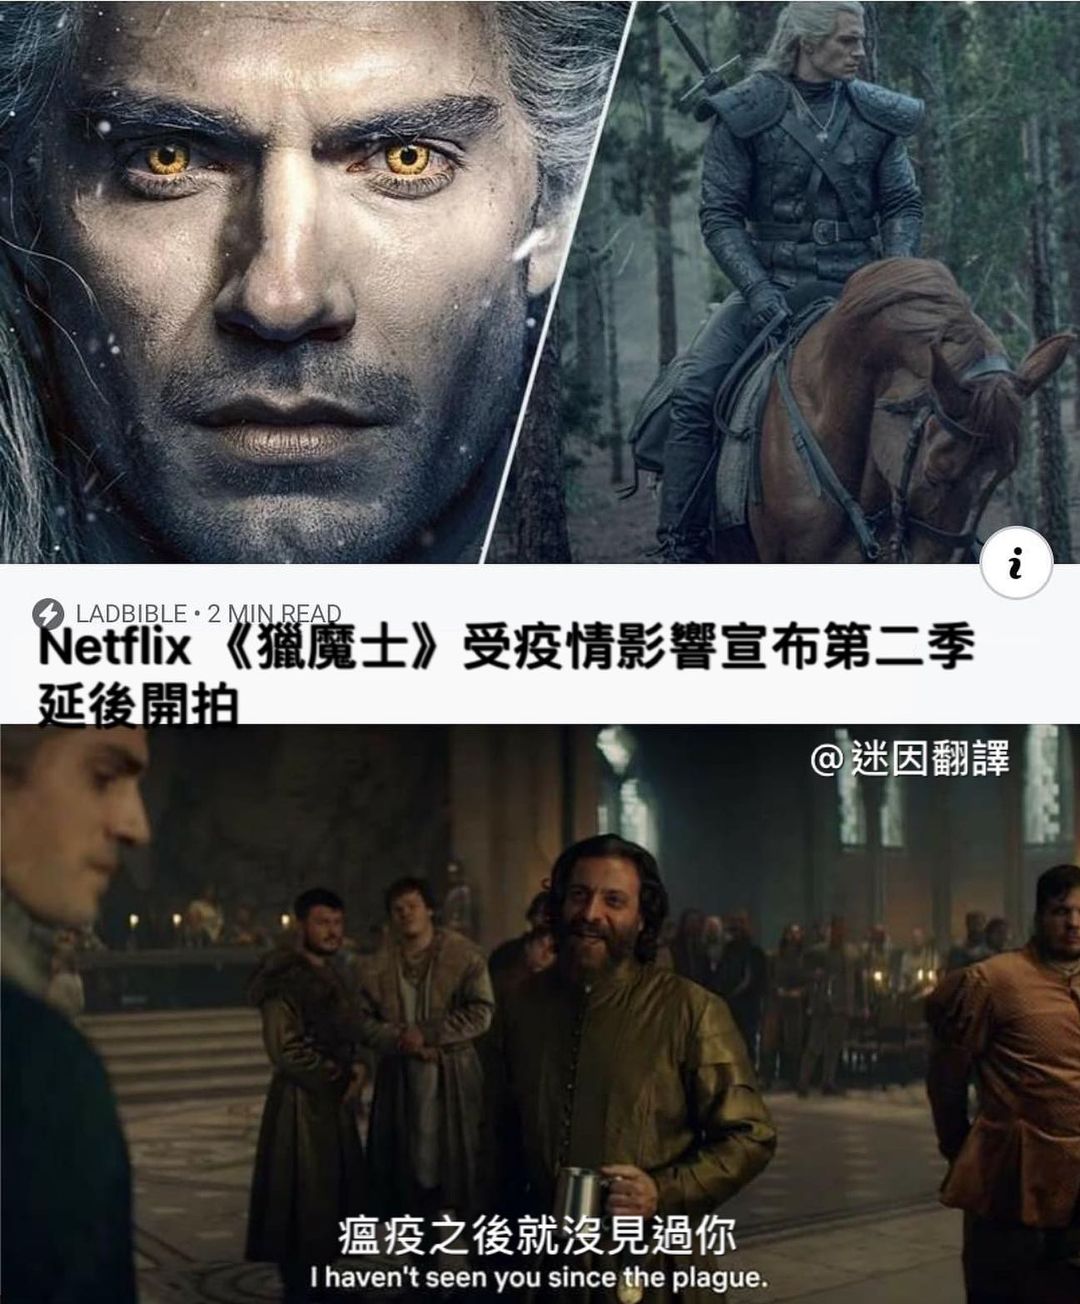 LADBIBLE • 2 MIN READ
Netflix 《獵魔士》受疫情影響宣布第二季
延後開拍
@迷因翻譯
瘟疫之後就沒見過你
I haven't seen you since the plague.